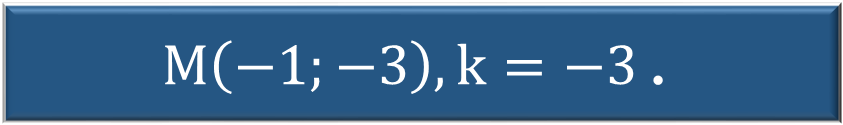 M(−1; −3), k = −3 .